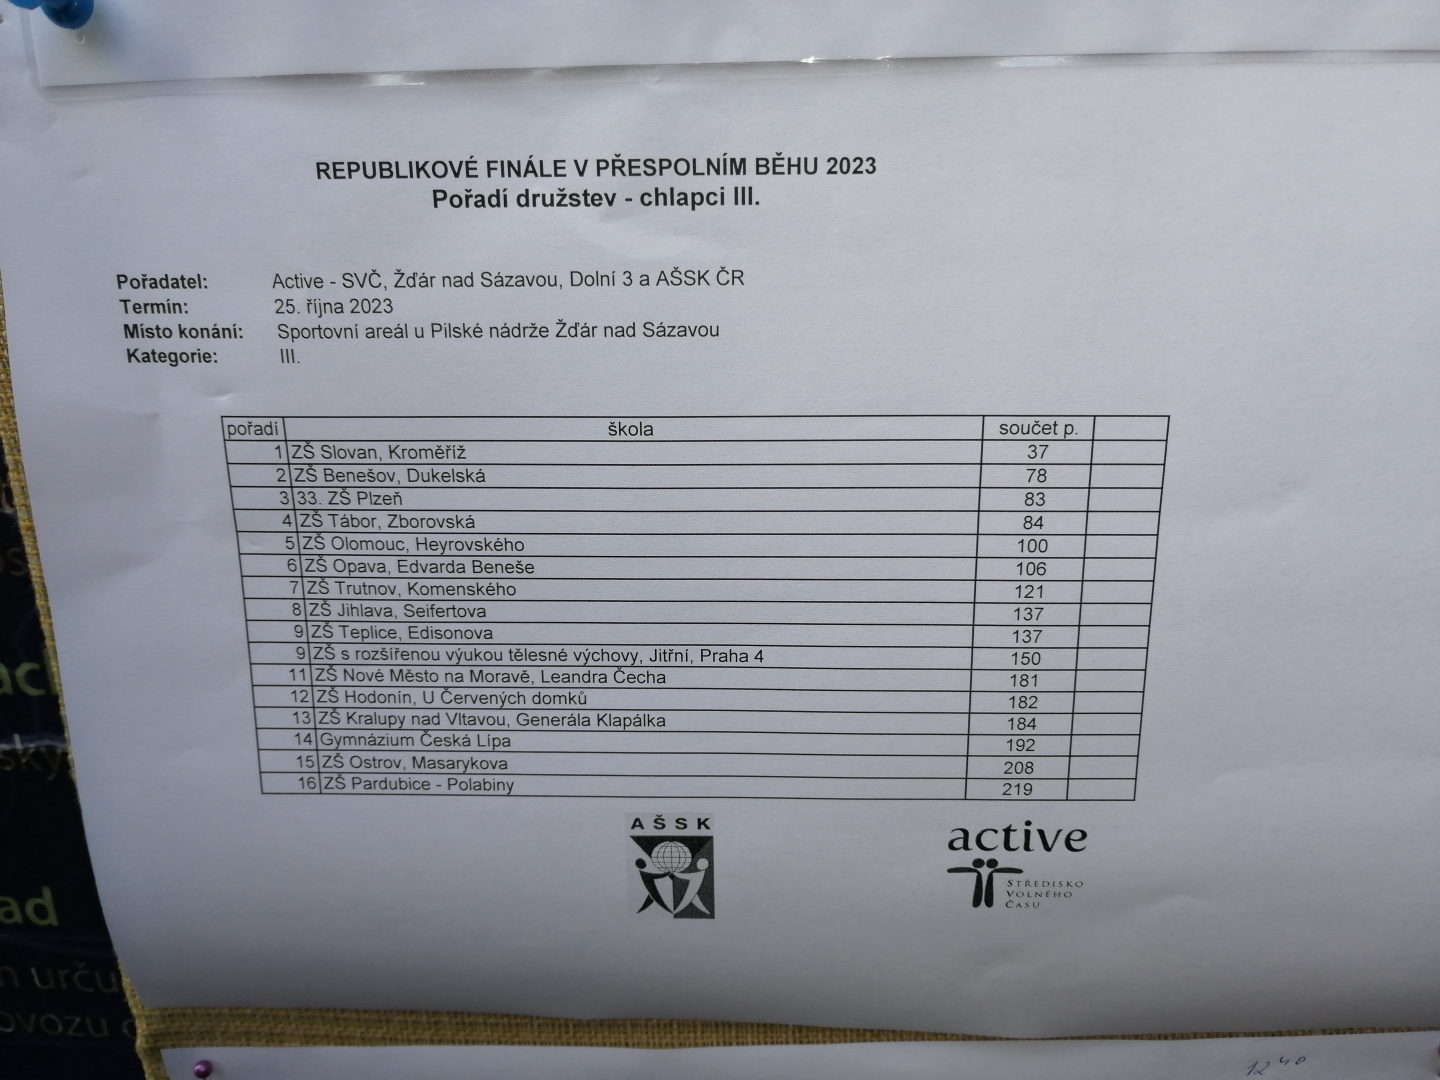 REPUBLIKOVÉ FINÁLE V PŘESPOLNÍM BĚHU 2023
Pořadí družstev - chlapci III.
Pořadatel: Active - SVČ, Žďár nad Sázavou, Dolní 3 a AŠSK ČR
Termín: 25. října 2023
Místo konání: Sportovní areál u Pilské nádrže Žďár nad Sázavou
Kategorie: III.
pořadí škola součet p.
1 ZŠ Slovan, Kroměříž 37
2 ZŠ Benešov, Dukelská 78
3 33. ZŠ Plzeň 83
4 ZŠ Tábor, Zborovská 84
5 ZŠ Olomouc, Heyrovského 100
6 ZŠ Opava, Edvarda Beneše 106
7 ZŠ Trutnov, Komenského 121
8 ZŠ Jihlava, Seifertova 137
9 ZŠ Teplice, Edisonova 137
9 ZŠ s rozšířenou výukou tělesné výchovy, Jitřní, Praha 4 150
11 ZŠ Nové Město na Moravě, Leandra Čecha 181
12 ZŠ Hodonín, U Červených domků 182
13 ZŠ Kralupy nad Vltavou, Generála Klapálka 184
14 Gymnázium Česká Lípa 192
15 ZŠ Ostrov, Masarykova 208
16 ZŠ Pardubice - Polabiny 219
AŠSK
active
STŘEDISKO
VOLNÉHO
ČASU
ad
urču
ovozu
12 40